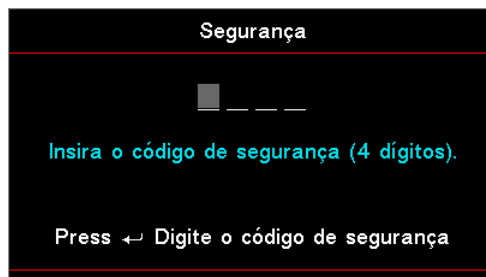 Segurança
_ _ _ _
Insira o código de segurança (4 dígitos).
Press ↵ Digite o código de segurança